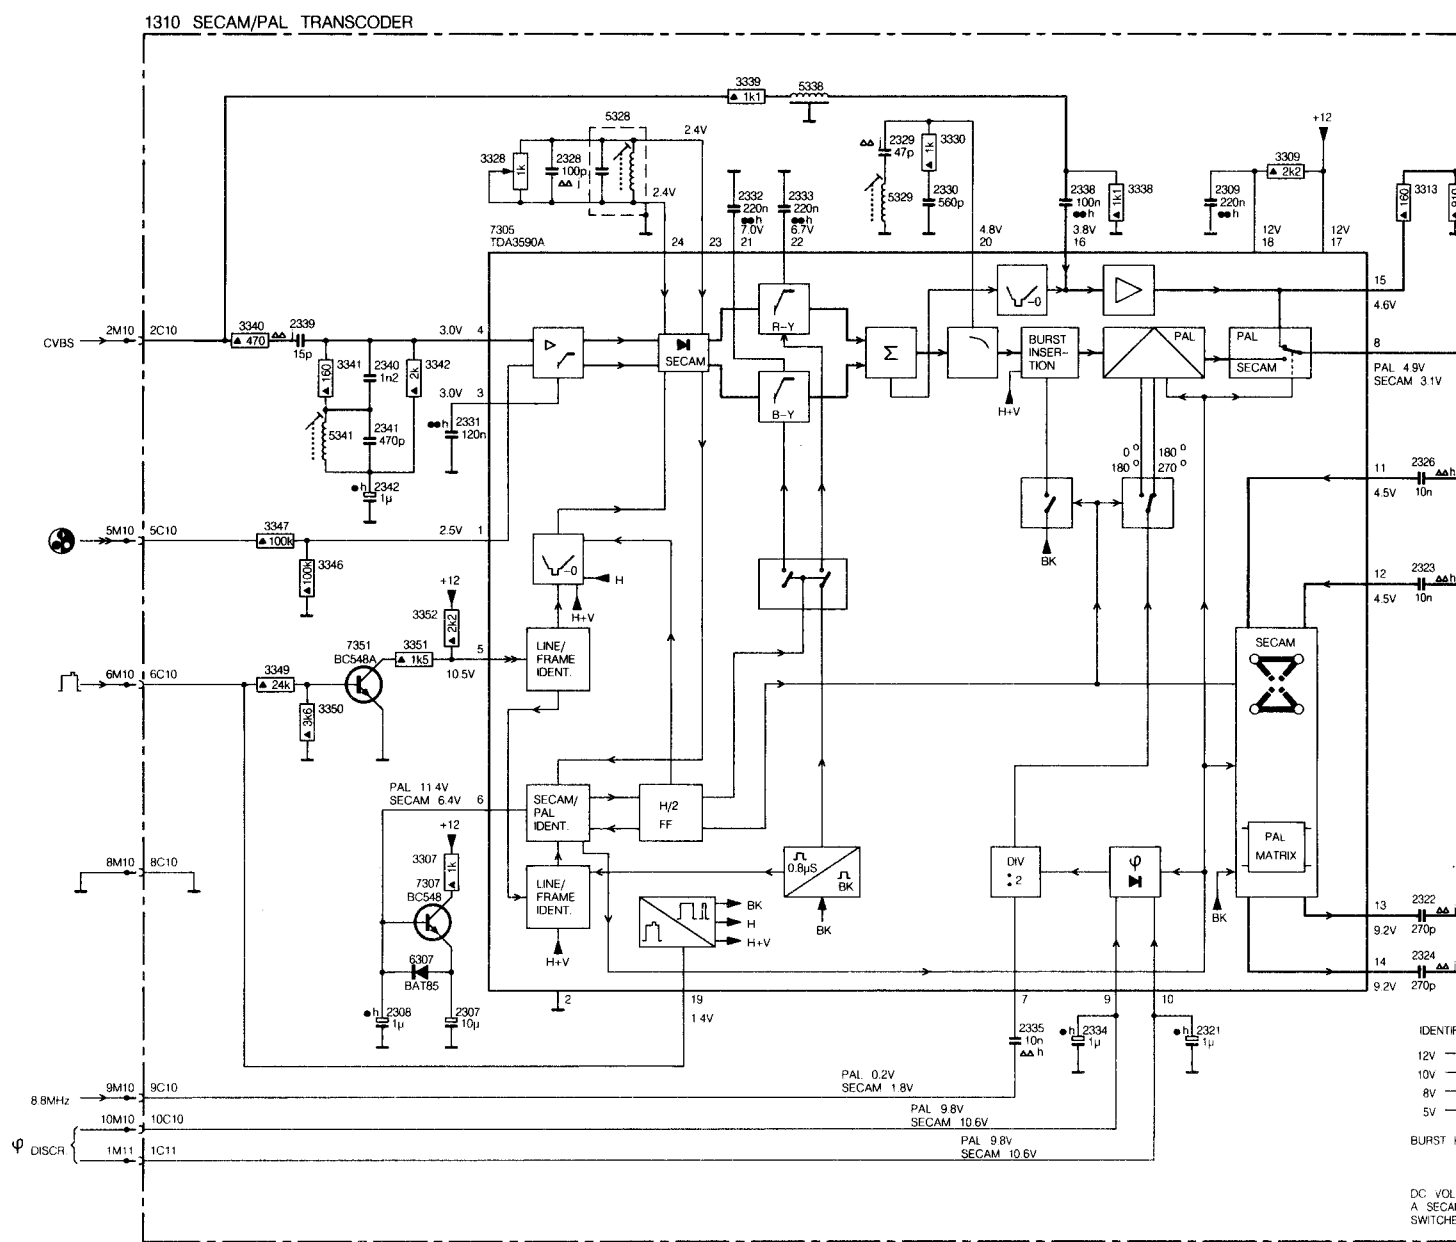 1310 SECAM/PAL TRANSCODER
3339
1k1
5338
5328
2.4V
3328
1k
2328
100p
j
2.4V
2332
220n
h
7.0V
21
2333
220n
h
6.7V
22
j
2329
47p
3330
1k
5329
2330
560p
4.8V
20
2338
100n
h
3.8V
16
3338
1k1
+12
3309
2k2
2309
220n
h
12V
18
12V
17
3313
160
7305
TDA3590A
24
23
15
4.6V
CVBS
2M10
2C10
3340
470
2339
j
15p
3.0V
4
3341
160
2340
1n2
3342
2k
3.0V
3
5341
2341
470p
h
2331
120n
h
2342
1µ
SECAM
R-Y
B-Y
Σ
-0
BURST
INSER-
TION
H+V
PAL
PAL
SECAM
8
PAL 4.9V
SECAM 3.1V
0°
180°
180°
270°
BK
11
4.5V
2326
h
10n
12
4.5V
2323
h
10n
5M10
5C10
3347
100k
2.5V
1
3346
100k
-0
H
H+V
+12
3352
2k2
7351
BC548A
3351
1k5
5
10.5V
LINE/
FRAME
IDENT.
6M10
6C10
3349
24k
3350
3k6
SECAM
PAL 11.4V
SECAM 6.4V
6
SECAM/
PAL
IDENT.
H/2
FF
+12
3307
1k
7307
BC548
8M10
8C10
LINE/
FRAME
IDENT.
H+V
0.8µS
BK
BK
BK
H
H+V
DIV
: 2
φ
PAL
MATRIX
BK
13
9.2V
2322
270p
14
9.2V
2324
j
270p
6307
BAT85
h
2308
1µ
2307
10µ
2
19
1.4V
7
9
10
2335
10n
h
h
2334
1µ
h
2321
1µ
IDENTIF
12V
10V
8V
5V
8.8MHz
9M10
9C10
PAL 0.2V
SECAM 1.8V
10M10
10C10
PAL 9.8V
SECAM 10.6V
φ DISCR.
1M11
1C11
PAL 9.8V
SECAM 10.6V
BURST
DC VOL
A SECA
SWITCHE